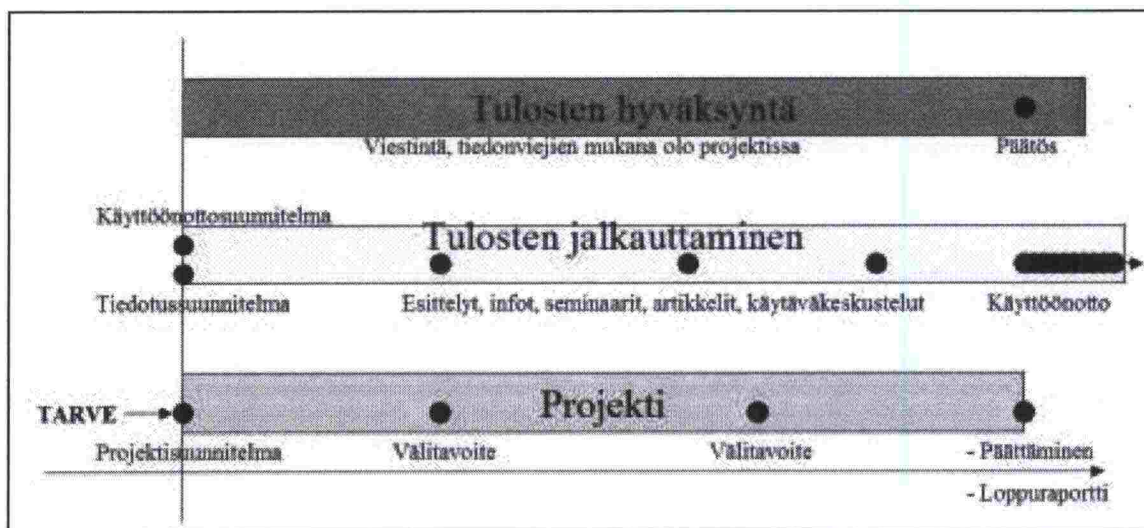 Tulosten hyväksyntä
Viestintä, tiedonviejien mukana olo projektissa
Päätös
Käyttöönottosuunnitelma
Tulosten jalkauttaminen
Tiedotussuunnitelma
Esittelyt, infot, seminaarit, artikkelit, käytäväkeskustelut
Käyttöönotto
TARVE
Projekti
Projektisuunnitelma
Välitavoite
Välitavoite
- Päättäminen
- Loppuraportti